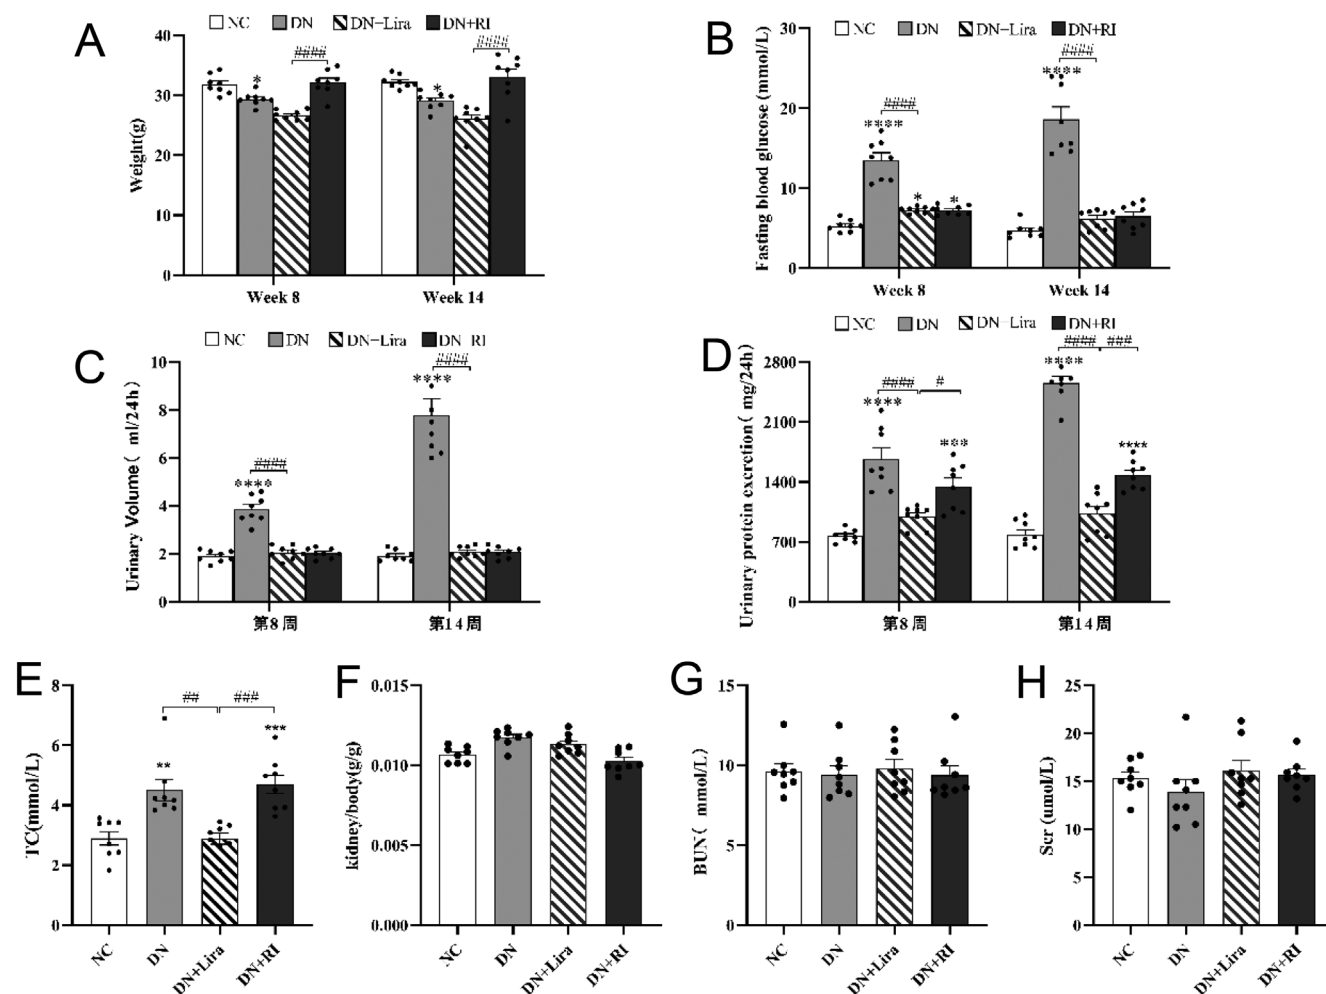 A
NC DN DN-Lira DN+RI
Weight(g)
40
30
20
10
0
*
####
*
####
Week 8
Week 14
B
NC DN DN-Lira DN+RI
Fasting blood glucose (mmol/L)
30
20
10
0
****
####
*
*
****
####
Week 8
Week 14
C
NC DN DN-Lira DN RI
Urinary Volume( ml/24h)
10
8
6
4
2
0
****
####
****
####
第8周
第14周
D
NC DN DN-Lira DN+RI
Urinary protein excretion( mg/24h)
2800
2100
1400
700
0
****
####
#
***
****
####
###
****
第8周
第14周
E
TC(mmol/L)
8
6
4
2
0
**
##
###
***
NC
DN
DN+Lira
DN+RI
F
kidney/body(g/g)
0.015
0.010
0.005
0.000
NC
DN
DN+Lira
DN+RI
G
BUN( mmol/L)
15
10
5
0
NC
DN
DN+Lira
DN+RI
H
Scr (umol/L)
25
20
15
10
5
0
NC
DN
DN+Lira
DN+RI